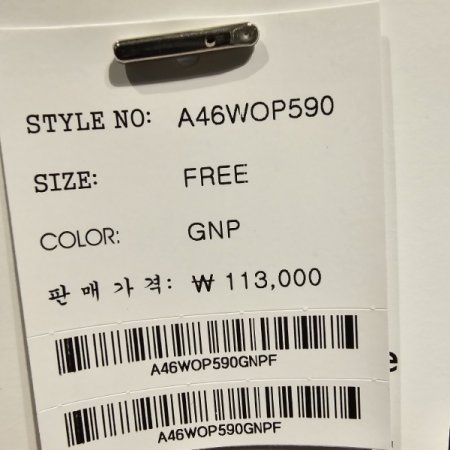 STYLE NO: A46WOP590
SIZE: FREE
COLOR: GNP
판매가격: ₩ 113,000
A46WOP590GNPF
e
A46WOP590GNPF